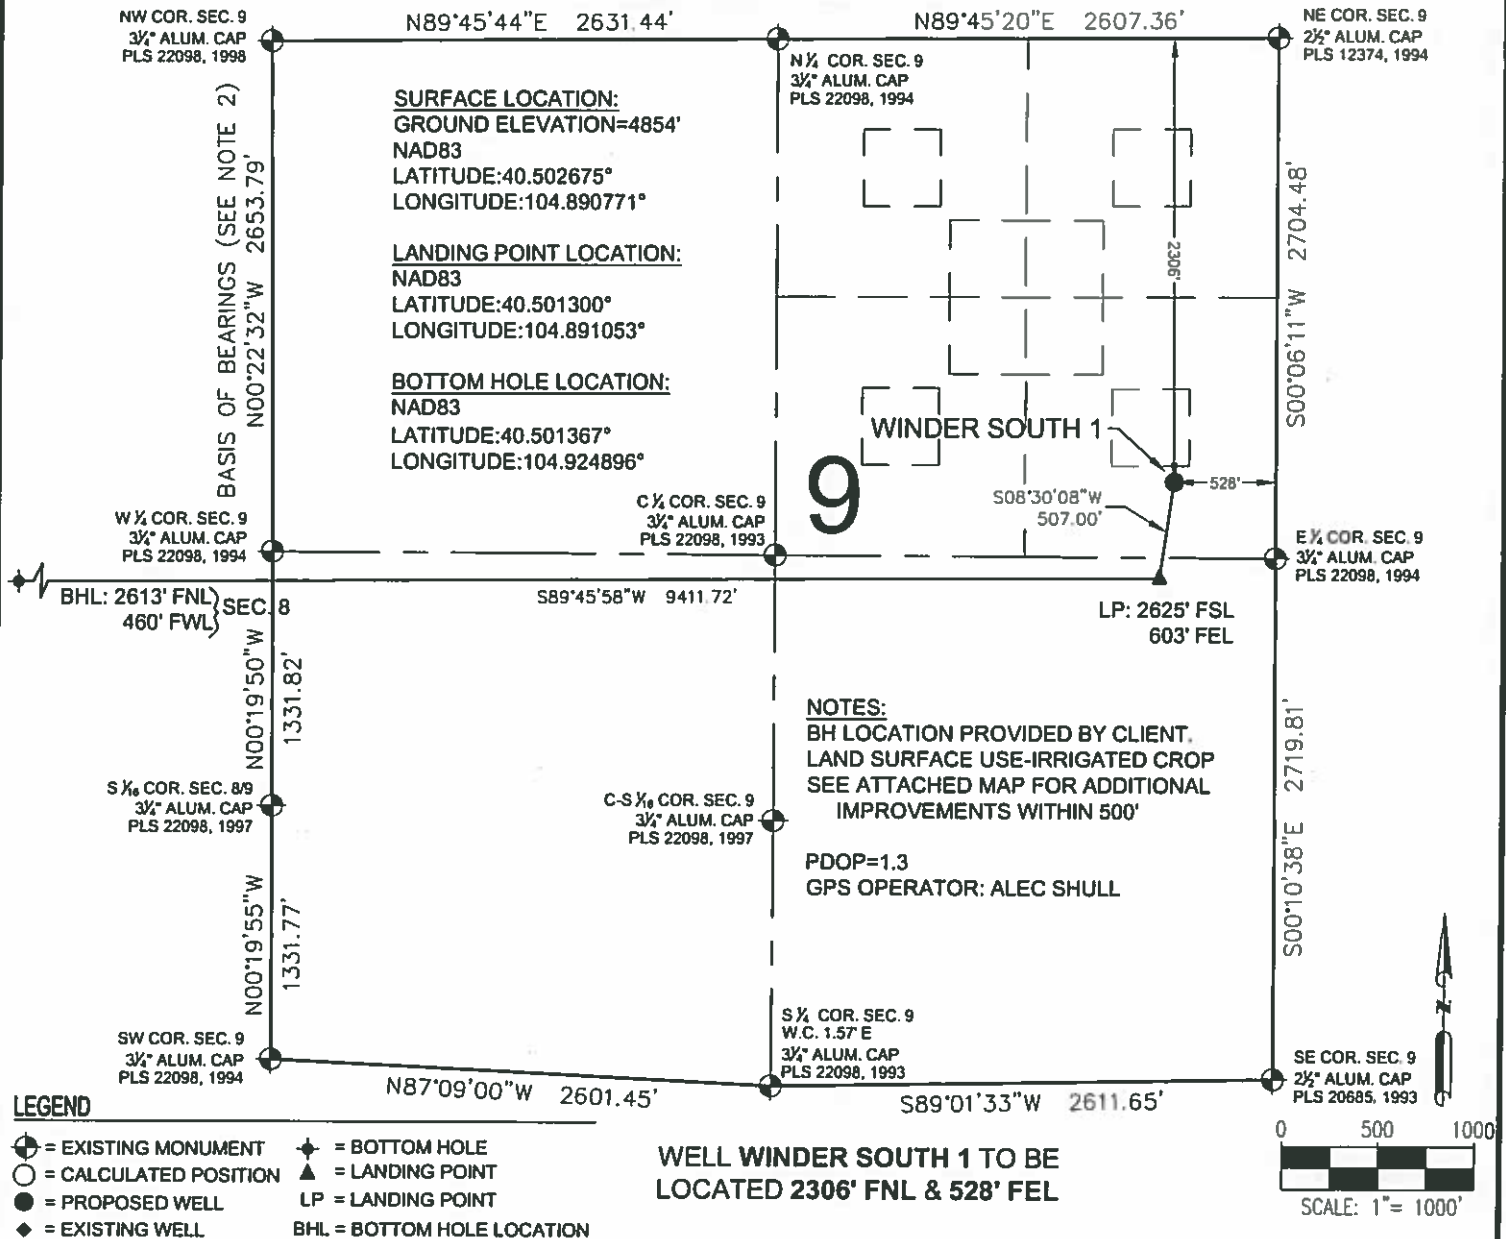 NW COR. SEC. 9
3¼" ALUM. CAP
PLS 22098, 1998
N89°45'44"E 2631.44'
N89°45'20"E 2607.36'
NE COR. SEC. 9
2½" ALUM. CAP
PLS 12374, 1994
N ¼ COR. SEC. 9
3¼" ALUM. CAP
PLS 22098, 1994
SURFACE LOCATION:
GROUND ELEVATION=4854'
NAD83
LATITUDE:40.502675°
LONGITUDE:104.890771°
LANDING POINT LOCATION:
NAD83
LATITUDE:40.501300°
LONGITUDE:104.891053°
BOTTOM HOLE LOCATION:
NAD83
LATITUDE:40.501367°
LONGITUDE:104.924896°
BASIS OF BEARINGS (SEE NOTE 2)
N00°22'32"W 2653.79'
2306'
S00°06'11"W 2704.48'
WINDER SOUTH 1
9
528'
S08°30'08"W
507.00'
W ¼ COR. SEC. 9
3¼" ALUM. CAP
PLS 22098, 1994
C ¼ COR. SEC. 9
3¼" ALUM. CAP
PLS 22098, 1993
E ¼ COR. SEC. 9
3¼" ALUM. CAP
PLS 22098, 1994
BHL: 2613' FNL
460' FWL
SEC. 8
S89°45'58"W 9411.72'
LP: 2625' FSL
603' FEL
N00°19'50"W
1331.82'
NOTES:
BH LOCATION PROVIDED BY CLIENT.
LAND SURFACE USE-IRRIGATED CROP
SEE ATTACHED MAP FOR ADDITIONAL
IMPROVEMENTS WITHIN 500'
PDOP=1.3
GPS OPERATOR: ALEC SHULL
S00°10'38"E 2719.81'
S 1/16 COR. SEC. 8/9
3¼" ALUM. CAP
PLS 22098, 1997
C-S 1/16 COR. SEC. 9
3¼" ALUM. CAP
PLS 22098, 1997
N00°19'55"W
1331.77'
SW COR. SEC. 9
3¼" ALUM. CAP
PLS 22098, 1994
S ¼ COR. SEC. 9
W.C. 1.57' E
3¼" ALUM. CAP
PLS 22098, 1993
SE COR. SEC. 9
2½" ALUM. CAP
PLS 20685, 1993
N87°09'00"W 2601.45'
S89°01'33"W 2611.65'
N
LEGEND
= EXISTING MONUMENT
= CALCULATED POSITION
= PROPOSED WELL
= EXISTING WELL
= BOTTOM HOLE
= LANDING POINT
LP = LANDING POINT
BHL = BOTTOM HOLE LOCATION
WELL WINDER SOUTH 1 TO BE
LOCATED 2306' FNL & 528' FEL
0 500 1000
SCALE: 1"= 1000'